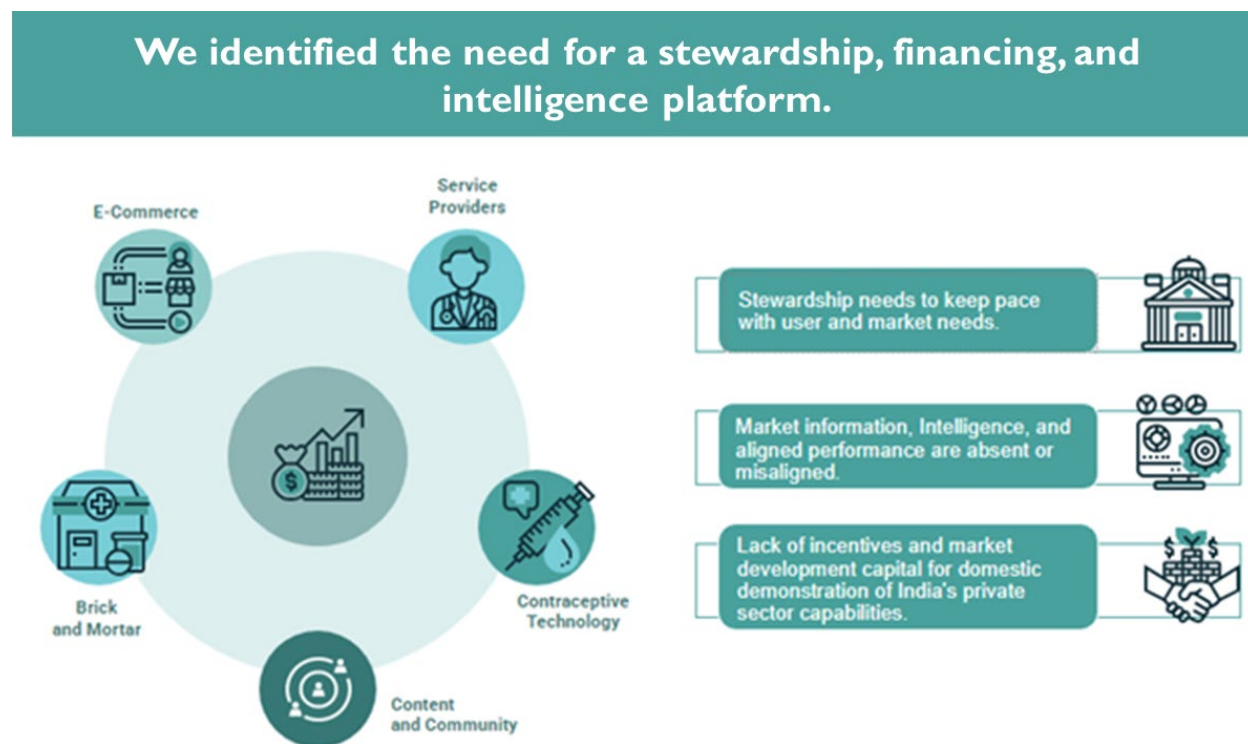 We identified the need for a stewardship, financing, and
intelligence platform.
E-Commerce
Service
Providers
Brick
and Mortar
Contraceptive
Technology
Content
and Community
Stewardship needs to keep pace
with user and market needs.
Market information, Intelligence, and
aligned performance are absent or
misaligned.
Lack of incentives and market
development capital for domestic
demonstration of India's private
sector capabilities.